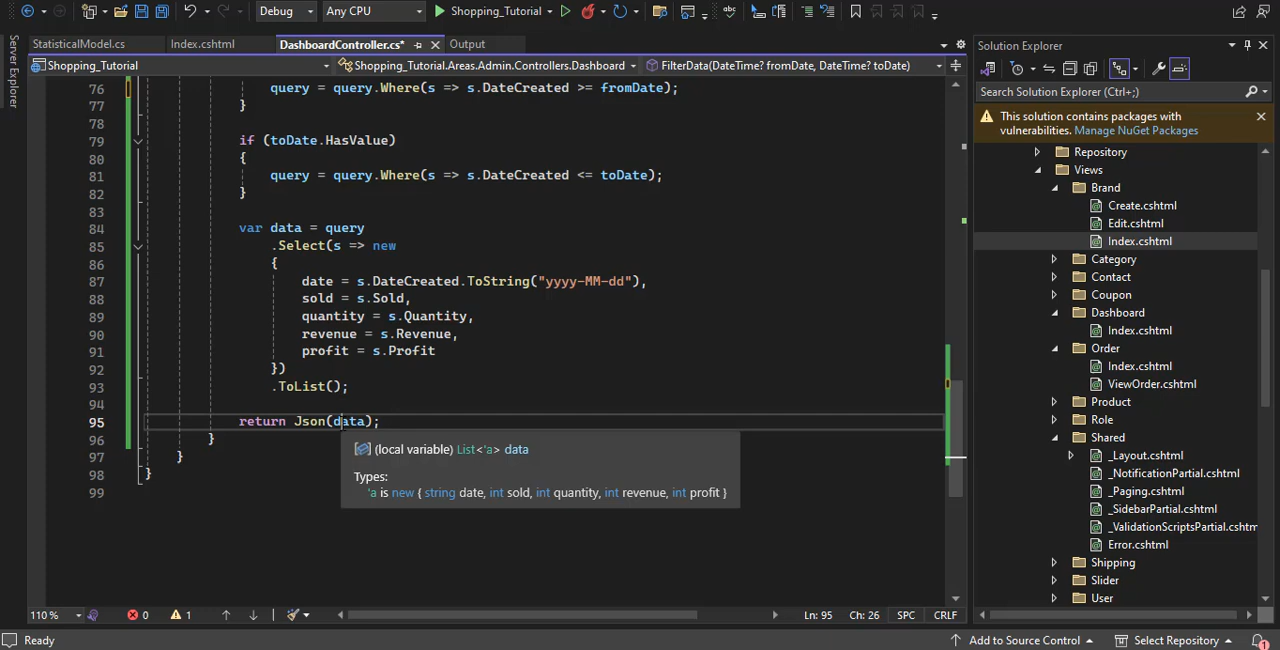 Debug
Any CPU
Shopping_Tutorial
StatisticalModel.cs
Index.cshtml
DashboardController.cs*
Output
Solution Explorer
Server Explorer
Shopping_Tutorial
Shopping_Tutorial.Areas.Admin.Controllers.Dashboard
FilterData(DateTime? fromDate, DateTime? toDate)
Search Solution Explorer (Ctrl+;)
This solution contains packages with
vulnerabilities. Manage NuGet Packages
76 query = query.Where(s => s.DateCreated >= fromDate);
77 }
78
79 if (toDate.HasValue)
80 {
81 query = query.Where(s => s.DateCreated <= toDate);
82 }
83
84 var data = query
85 .Select(s => new
86 {
87 date = s.DateCreated.ToString("yyyy-MM-dd"),
88 sold = s.Sold,
89 quantity = s.Quantity,
90 revenue = s.Revenue,
91 profit = s.Profit
92 })
93 .ToList();
94
95 return Json(data);
96 }
97 }
98 }
99
(local variable) List<'a> data
Types:
'a is new { string date, int sold, int quantity, int revenue, int profit }
Repository
Views
Brand
Create.cshtml
Edit.cshtml
Index.cshtml
Category
Contact
Coupon
Dashboard
Index.cshtml
Order
Index.cshtml
ViewOrder.cshtml
Product
Role
Shared
_Layout.cshtml
_NotificationPartial.cshtml
_Paging.cshtml
_SidebarPartial.cshtml
_ValidationScriptsPartial.cshtm
Error.cshtml
Shipping
Slider
User
110 %
0
1
Ln: 95
Ch: 26
SPC
CRLF
Ready
Add to Source Control
Select Repository
1